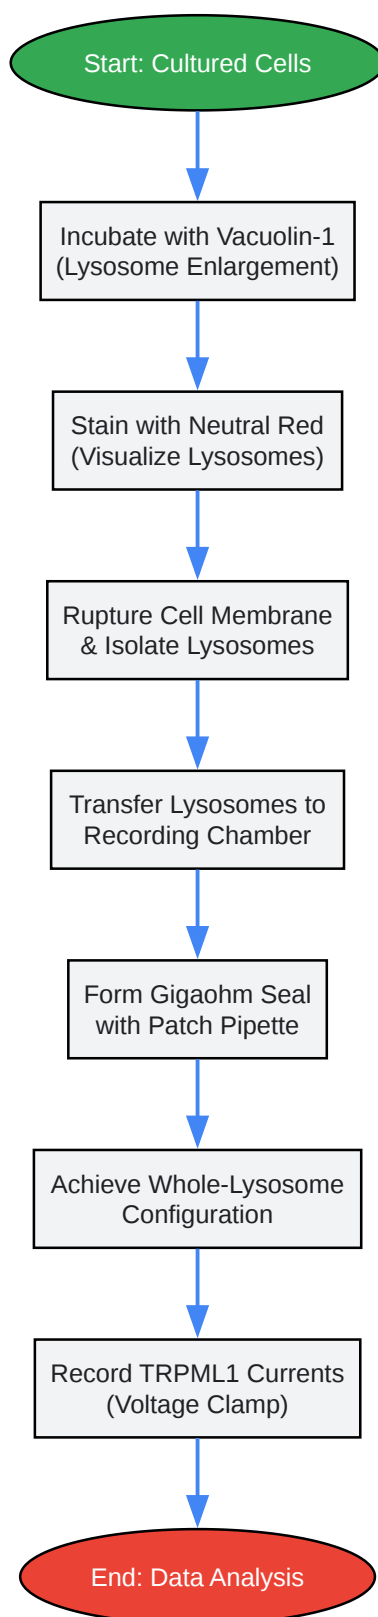 Start: Cultured Cells
Incubate with Vacuolin-1
(Lysosome Enlargement)
Stain with Neutral Red
(Visualize Lysosomes)
Rupture Cell Membrane
& Isolate Lysosomes
Transfer Lysosomes to
Recording Chamber
Form Gigaohm Seal
with Patch Pipette
Achieve Whole-Lysosome
Configuration
Record TRPML1 Currents
(Voltage Clamp)
End: Data Analysis